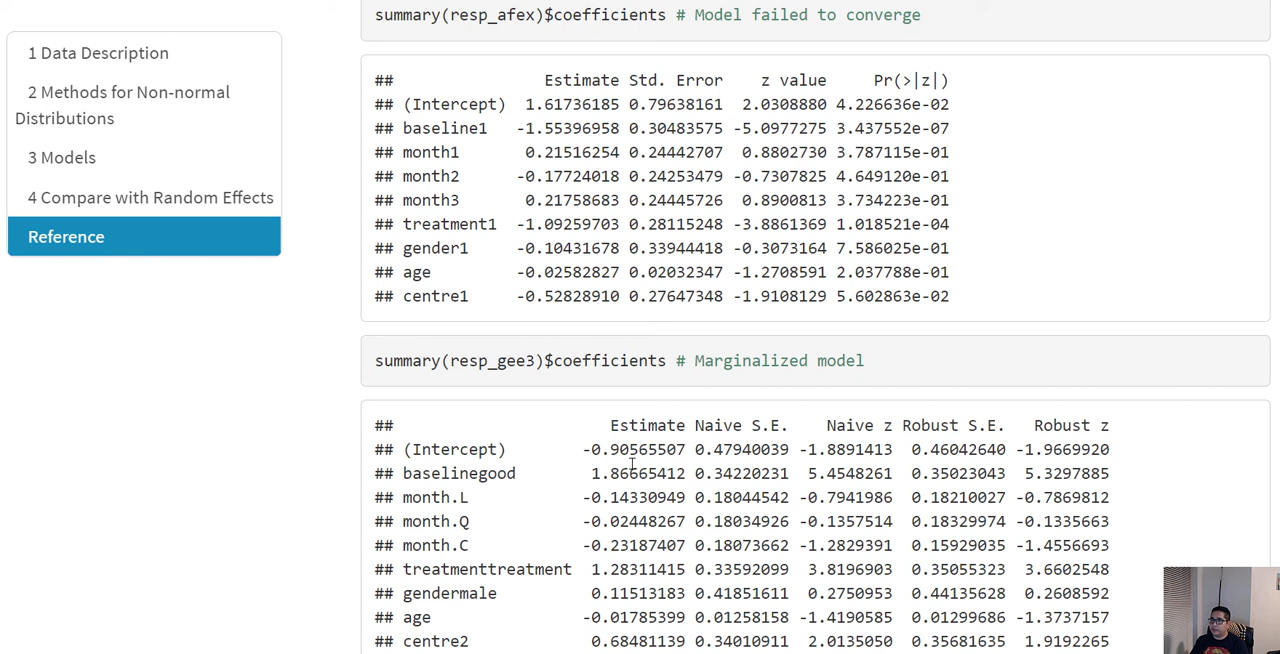 summary(resp_afex)$coefficients # Model failed to converge
1 Data Description
2 Methods for Non-normal
Distributions
3 Models
4 Compare with Random Effects
Reference
## Estimate Std. Error z value Pr(>|z|)
## (Intercept) 1.61736185 0.79638161 2.0308880 4.226636e-02
## baseline1 -1.55396958 0.30483575 -5.0977275 3.437552e-07
## month1 0.21516254 0.24442707 0.8802730 3.787115e-01
## month2 -0.17724018 0.24253479 -0.7307825 4.649120e-01
## month3 0.21758683 0.24445726 0.8900813 3.734223e-01
## treatment1 -1.09259703 0.28115248 -3.8861369 1.018521e-04
## gender1 -0.10431678 0.33944418 -0.3073164 7.586025e-01
## age -0.02582827 0.02032347 -1.2708591 2.037788e-01
## centre1 -0.52828910 0.27647348 -1.9108129 5.602863e-02
summary(resp_gee3)$coefficients # Marginalized model
## Estimate Naive S.E. Naive z Robust S.E. Robust z
## (Intercept) -0.90565507 0.47940039 -1.8891413 0.46042640 -1.9669920
## baselinegood 1.86665412 0.34220231 5.4548261 0.35023043 5.3297885
## month.L -0.14330949 0.18044542 -0.7941986 0.18210027 -0.7869812
## month.Q -0.02448267 0.18034926 -0.1357514 0.18329974 -0.1335663
## month.C -0.23187407 0.18073662 -1.2829391 0.15929035 -1.4556693
## treatmenttreatment 1.28311415 0.33592099 3.8196903 0.35055323 3.6602548
## gendermale 0.11513183 0.41851611 0.2750953 0.44135628 0.2608592
## age -0.01785399 0.01258158 -1.4190585 0.01299686 -1.3737157
## centre2 0.68481139 0.34010911 2.0135050 0.35681635 1.9192265